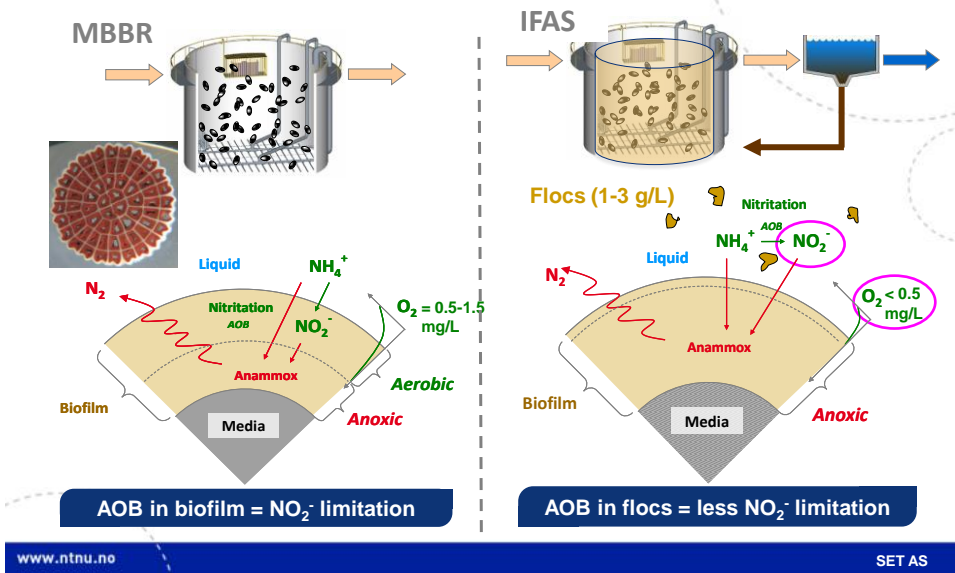 MBBR
IFAS
Flocs (1-3 g/L)
Nitritation
AOB
NH₄⁺
NO₂⁻
Liquid
NH₄⁺
Liquid
N₂
Nitritation
AOB
NO₂⁻
O₂ = 0.5-1.5
mg/L
N₂
O₂ < 0.5
mg/L
Anammox
Aerobic
Anammox
Biofilm
Anoxic
Media
Biofilm
Anoxic
Media
AOB in biofilm = NO₂⁻ limitation
AOB in flocs = less NO₂⁻ limitation
www.ntnu.no
SET AS